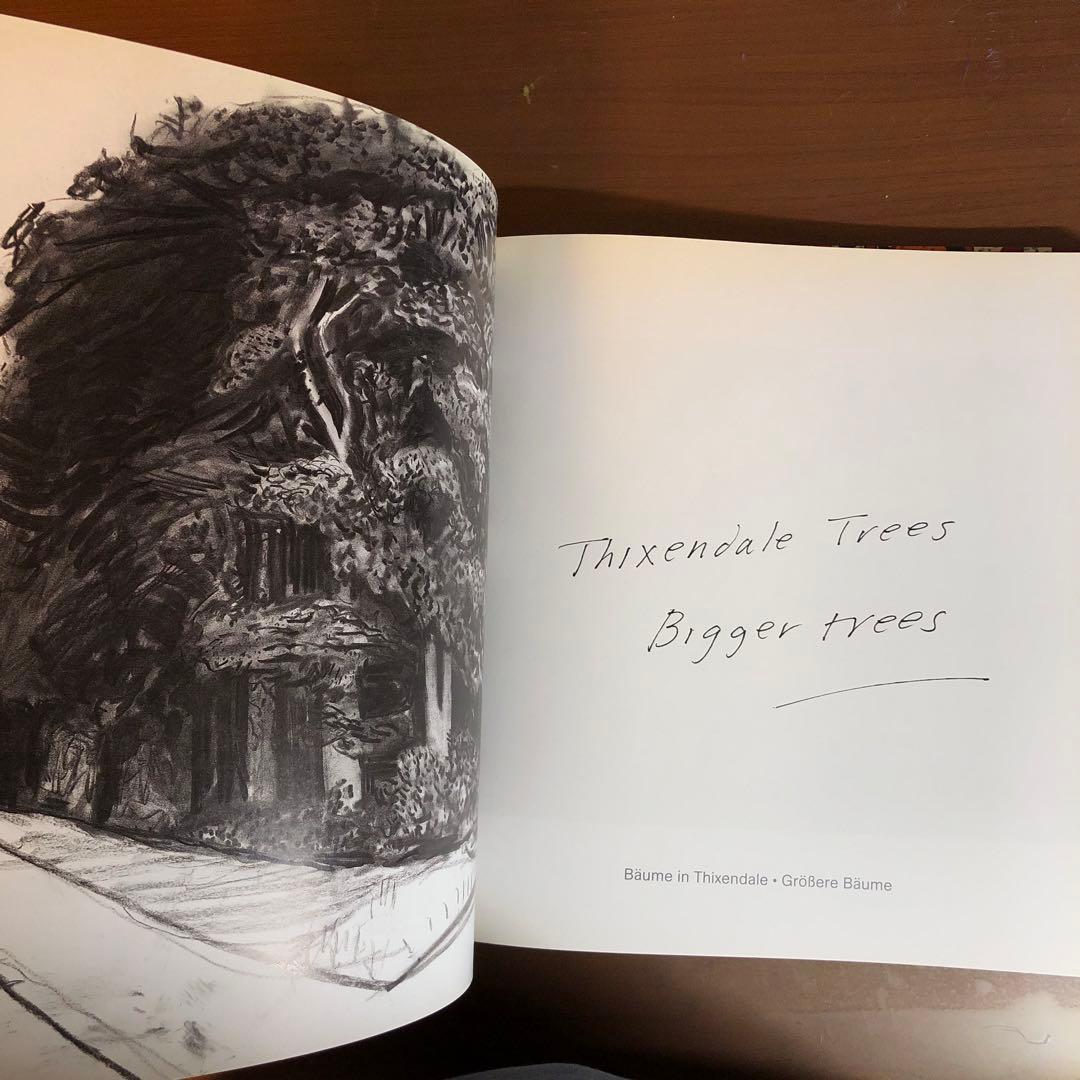 Thixendale Trees
Bigger trees
Bäume in Thixendale • Größere Bäume